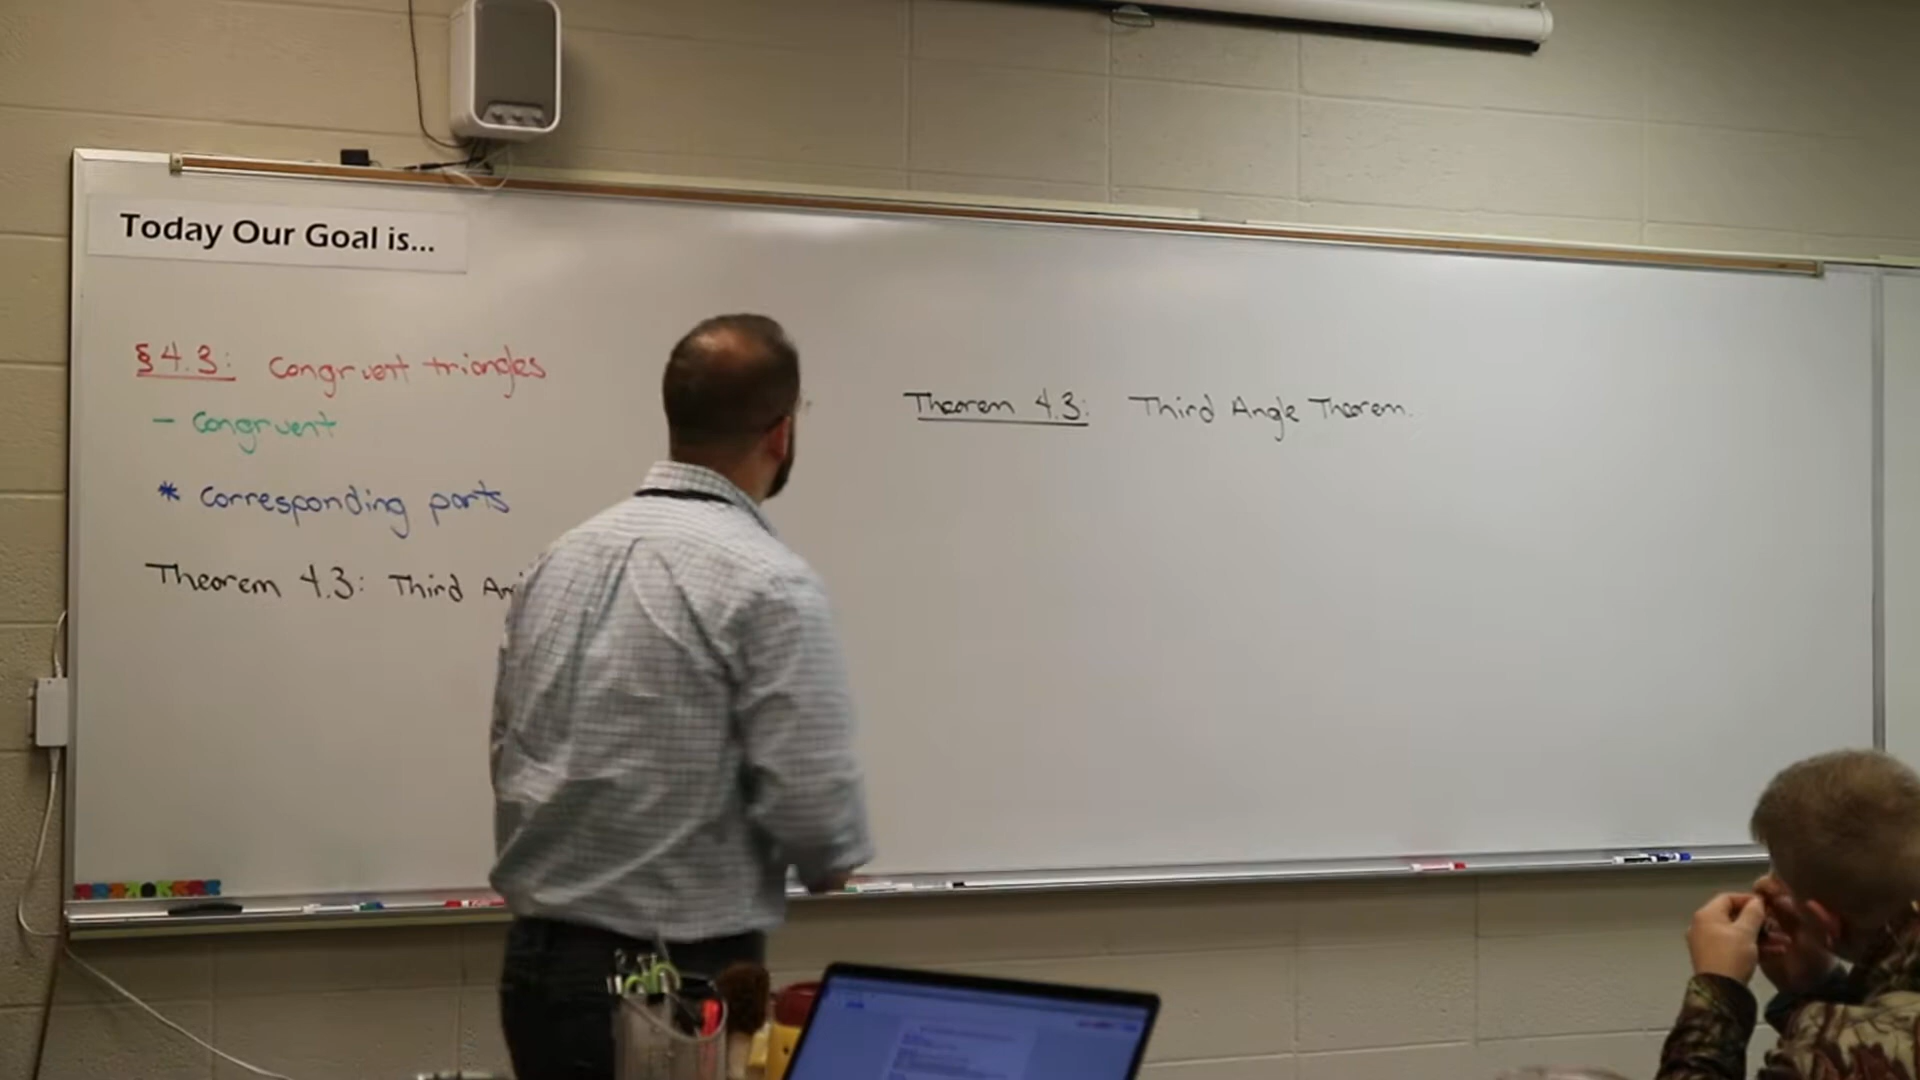 Today Our Goal is...
§4.3: Congruent triangles
- Congruent
* Corresponding parts
Theorem 4.3: Third
Theorem 4.3: Third Angle Theorem.